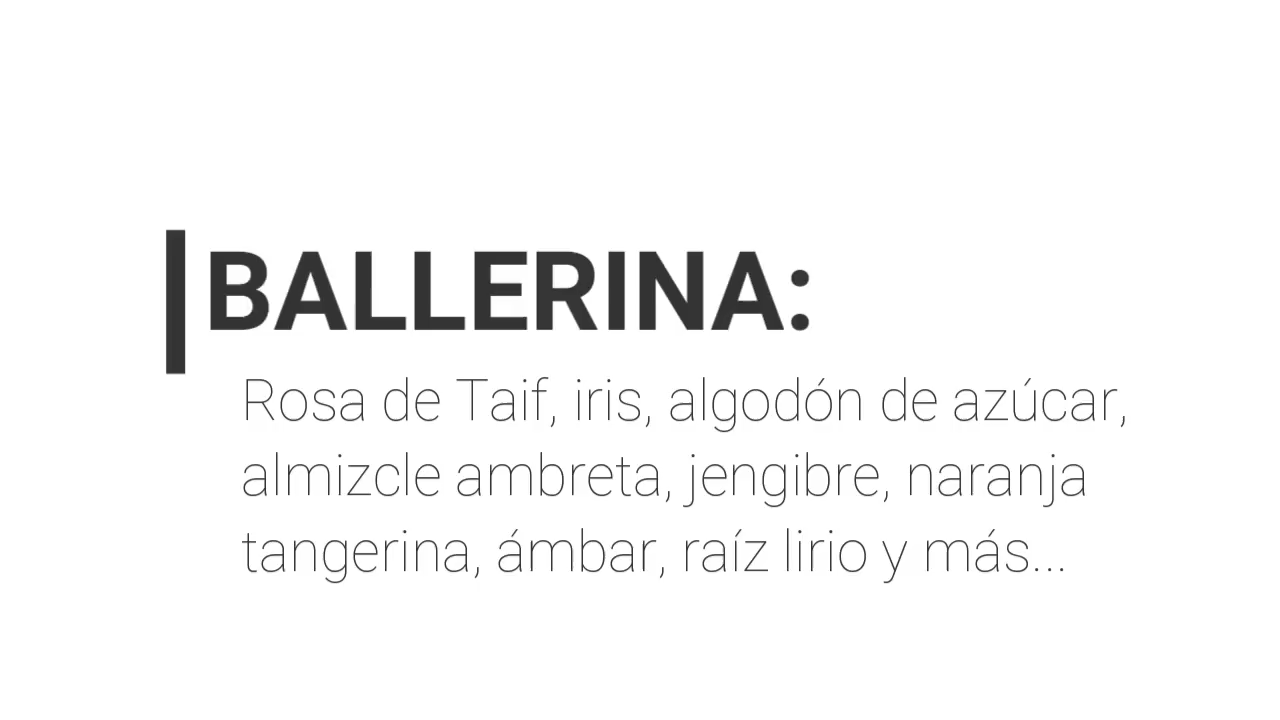 BALLERINA:
Rosa de Taif, iris, algodón de azúcar,
almizcle ambreta, jengibre, naranja
tangerina, ámbar, raíz lirio y más...